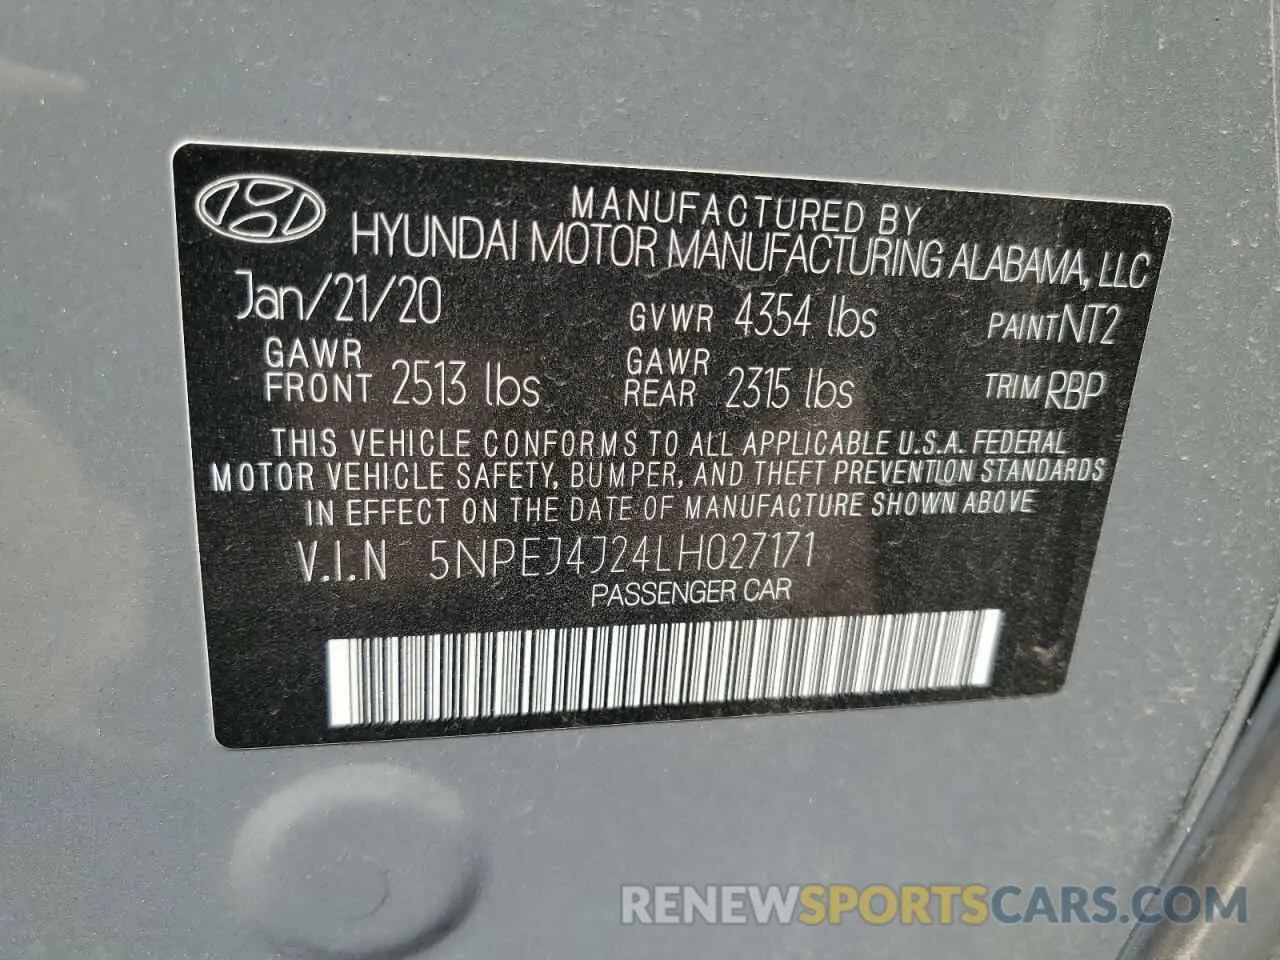 MANUFACTURED BY
HYUNDAI MOTOR MANUFACTURING ALABAMA, LLC
Jan/21/20 GVWR 4354 lbs PAINT NT2
GAWR FRONT 2513 lbs GAWR REAR 2315 lbs TRIM RBP
THIS VEHICLE CONFORMS TO ALL APPLICABLE U.S.A. FEDERAL
MOTOR VEHICLE SAFETY, BUMPER, AND THEFT PREVENTION STANDARDS
IN EFFECT ON THE DATE OF MANUFACTURE SHOWN ABOVE
V.I.N 5NPEJ4J24LH027171
PASSENGER CAR
RENEWSPORTSCARS.COM